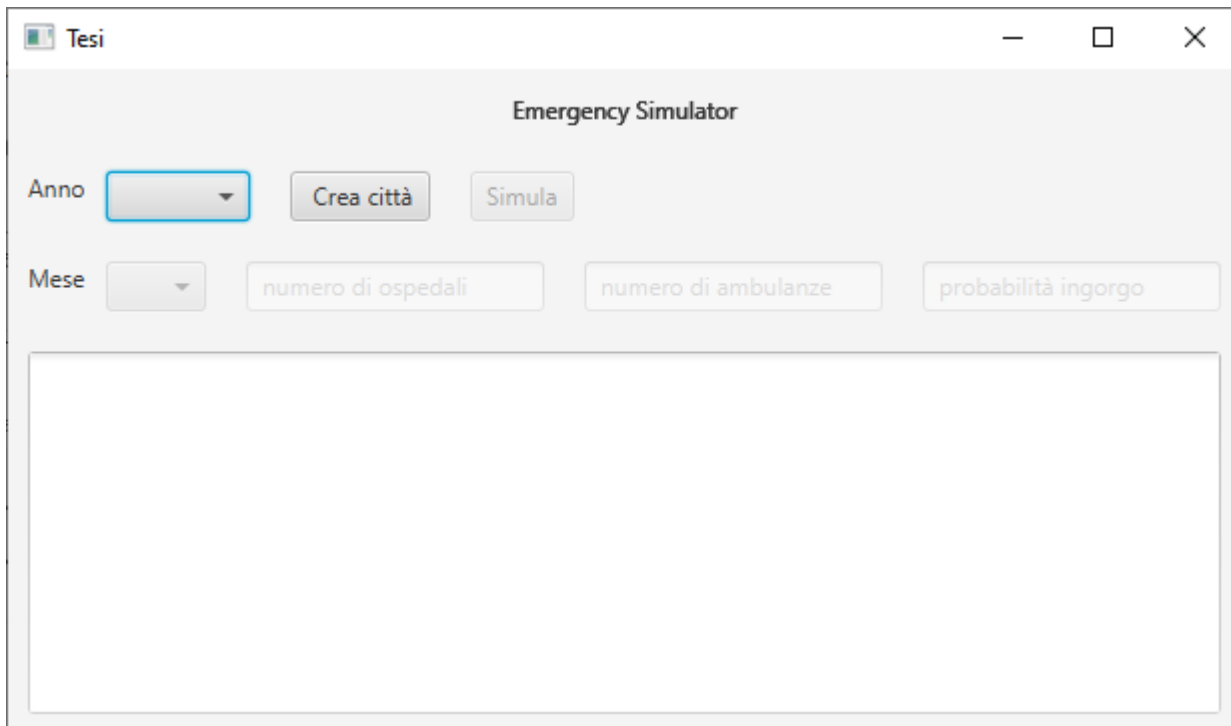 Tesi
Emergency Simulator
Anno Crea città Simula
Mese numero di ospedali numero di ambulanze probabilità ingorgo